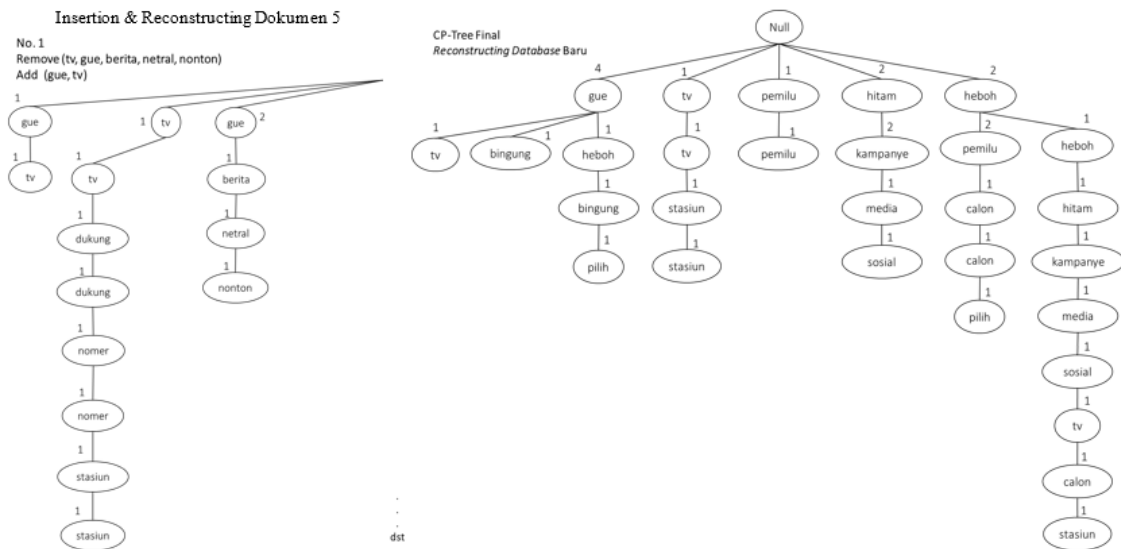 Insertion & Reconstructing Dokumen 5
No. 1
Remove (tv, gue, berita, netral, nonton)
Add (gue, tv)
1
gue
1
tv
1
tv
1
tv
1
dukung
1
dukung
1
nomer
1
nomer
1
stasiun
1
stasiun
gue
2
1
berita
1
netral
1
nonton
.
.
.
dst
CP-Tree Final
Reconstructing Database Baru
Null
4
gue
1
tv
1
bingung
1
heboh
1
bingung
1
pilih
1
tv
1
tv
1
stasiun
1
stasiun
1
pemilu
1
pemilu
2
hitam
2
kampanye
1
media
1
sosial
2
heboh
2
pemilu
1
calon
1
calon
1
pilih
1
heboh
1
hitam
1
kampanye
1
media
1
sosial
1
tv
1
calon
1
stasiun